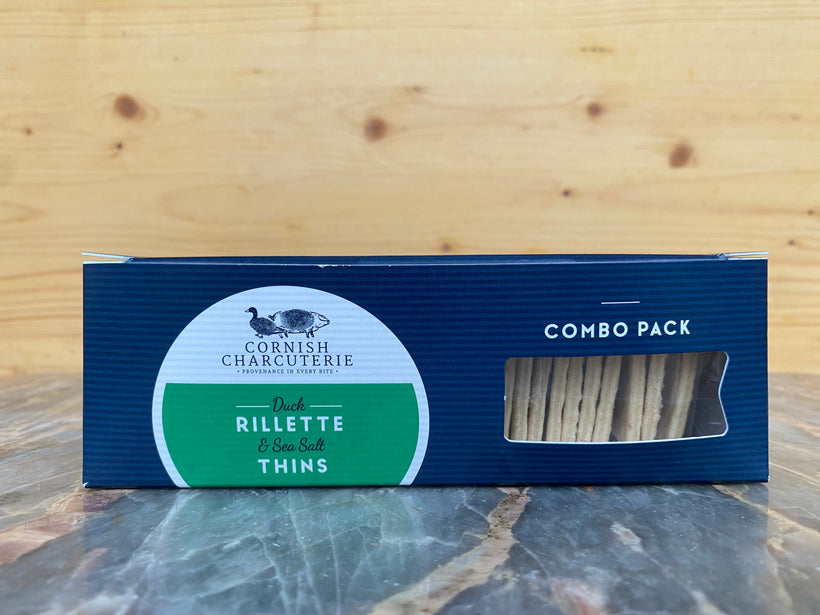 CORNISH
CHARCUTERIE
• PROVENANCE IN EVERY BITE •
Duck
RILLETTE
& Sea Salt
THINS
COMBO PACK